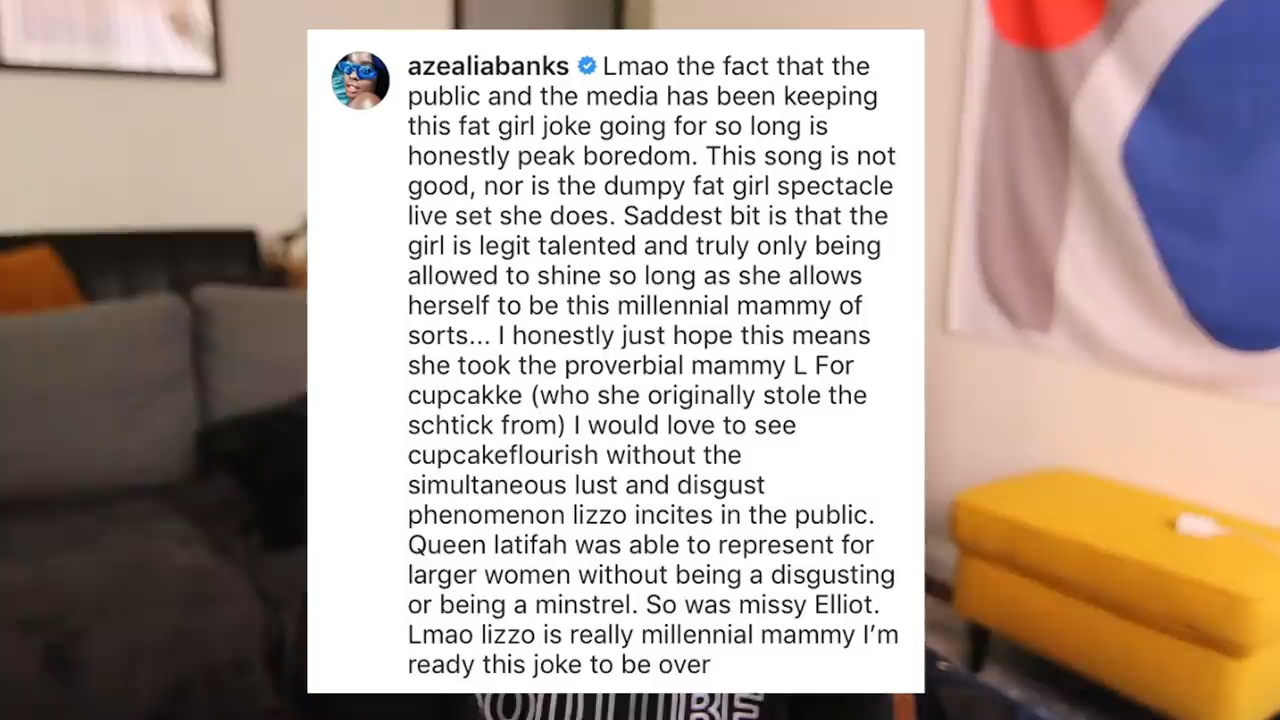 azealiabanks Lmao the fact that the
public and the media has been keeping
this fat girl joke going for so long is
honestly peak boredom. This song is not
good, nor is the dumpy fat girl spectacle
live set she does. Saddest bit is that the
girl is legit talented and truly only being
allowed to shine so long as she allows
herself to be this millennial mammy of
sorts... I honestly just hope this means
she took the proverbial mammy L For
cupcakke (who she originally stole the
schtick from) I would love to see
cupcakeflourish without the
simultaneous lust and disgust
phenomenon lizzo incites in the public.
Queen latifah was able to represent for
larger women without being a disgusting
or being a minstrel. So was missy Elliot.
Lmao lizzo is really millennial mammy I’m
ready this joke to be over